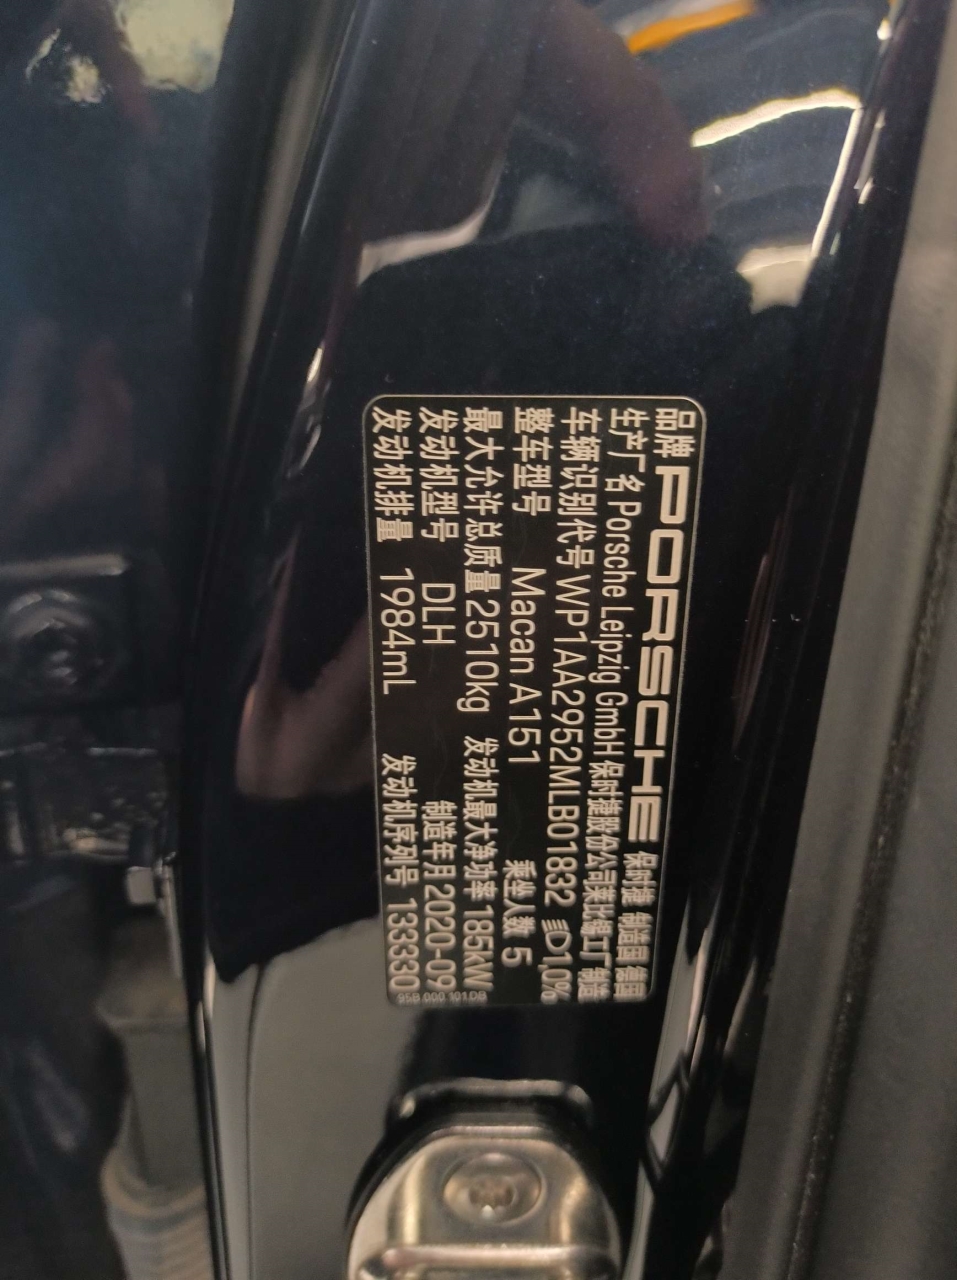 品牌 PORSCHE 保时捷 制造国 德国
生产厂名 Porsche Leipzig GmbH 保时捷股份公司莱比锡工厂制造
车辆识别代号 WP1AA2952MLB01832 D1,0%
整车型号 Macan A151 乘坐人数 5
最大允许总质量 2510kg 发动机最大净功率 185kW
发动机型号 DLH 制造年月 2020-09
发动机排量 1984mL 发动机序列号 133330
95B.000.101.DB